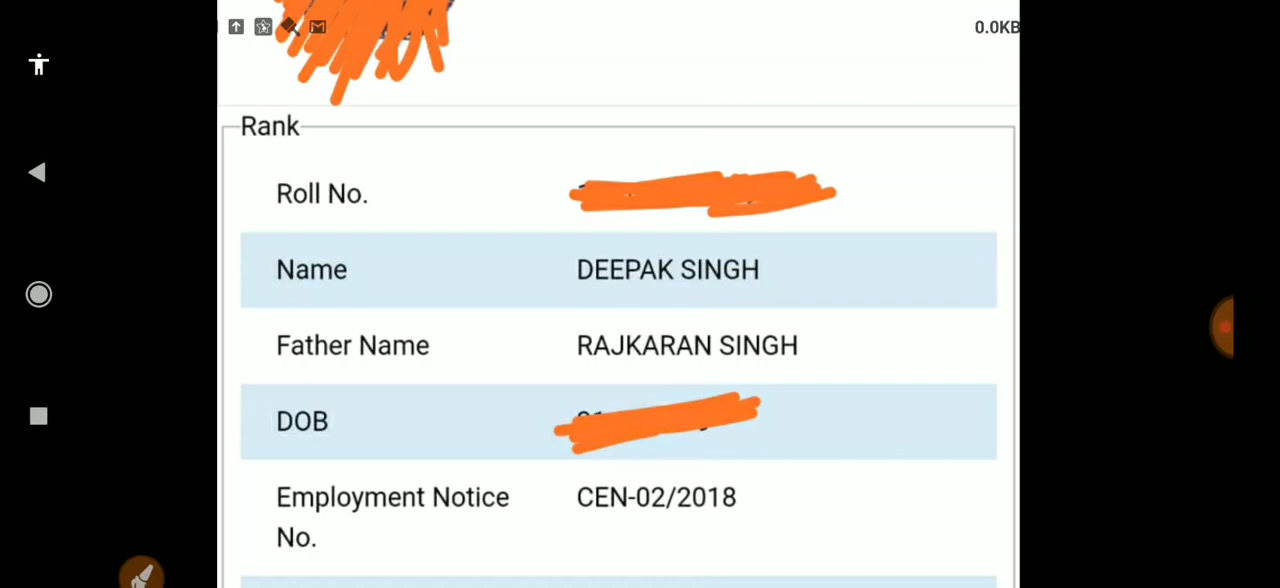 0.0KB
Rank
Roll No.
Name DEEPAK SINGH
Father Name RAJKARAN SINGH
DOB
Employment Notice CEN-02/2018
No.